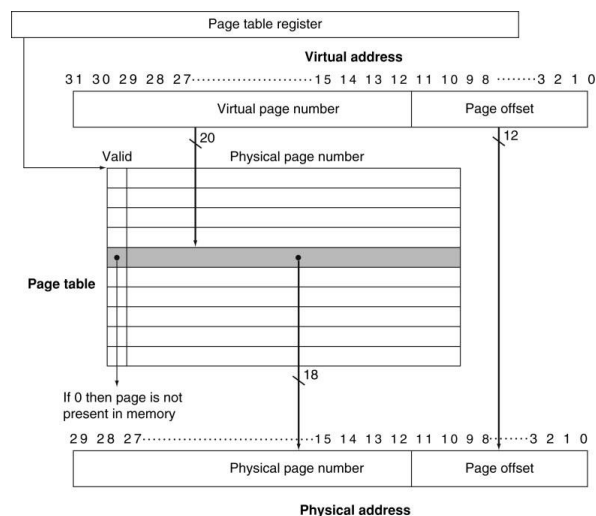 Page table register
Virtual address
31 30 29 28 27··································15 14 13 12 11 10 9 8 ·······3 2 1 0
Virtual page number Page offset
20 12
Valid Physical page number
Page table
18
If 0 then page is not
present in memory
29 28 27··································15 14 13 12 11 10 9 8·······3 2 1 0
Physical page number Page offset
Physical address